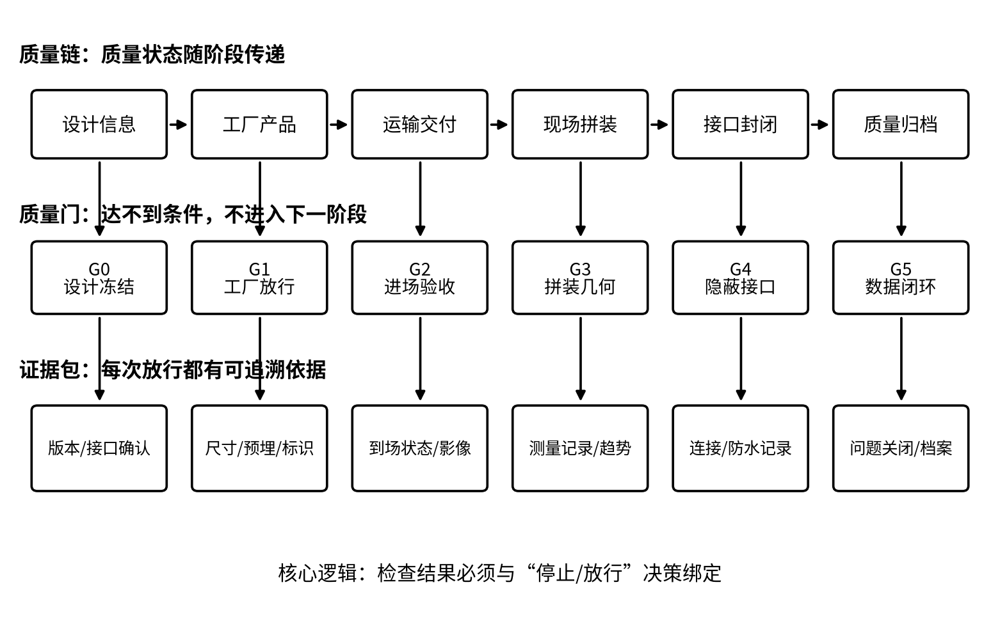 质量链：质量状态随阶段传递
设计信息
工厂产品
运输交付
现场拼装
接口封闭
质量归档
质量门：达不到条件，不进入下一阶段
G0
设计冻结
G1
工厂放行
G2
进场验收
G3
拼装几何
G4
隐蔽接口
G5
数据闭环
证据包：每次放行都有可追溯依据
版本/接口确认
尺寸/预埋/标识
到场状态/影像
测量记录/趋势
连接/防水记录
问题关闭/档案
核心逻辑：检查结果必须与“停止/放行”决策绑定